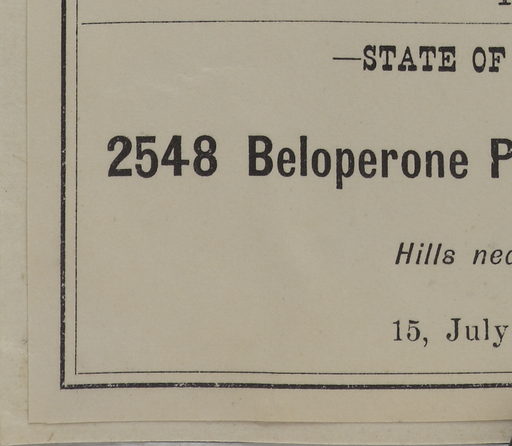 —STATE OF
2548 Beloperone
Hills
15, July